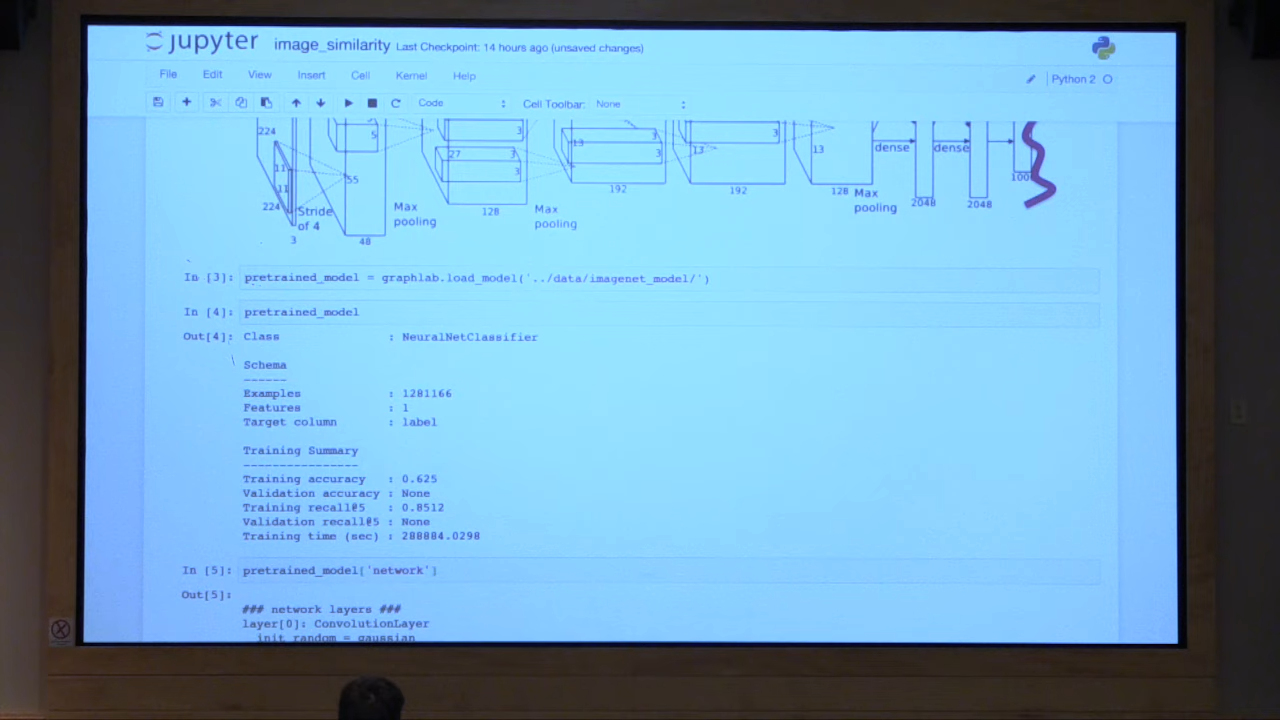 jupyter image_similarity Last Checkpoint: 14 hours ago (unsaved changes)
File Edit View Insert Cell Kernel Help
Python 2
Code Cell Toolbar: None
224 5 3 3 13 3
11 55 27 3 13 3 13 13 dense dense
11 3
224 Stride of 4 Max pooling 128 Max pooling 192 192 128 Max pooling 2048 2048 100
3 48
In [3]: pretrained_model = graphlab.load_model('../data/imagenet_model/')
In [4]: pretrained_model
Out[4]: Class : NeuralNetClassifier
Schema
------
Examples : 1281166
Features : 1
Target column : label
Training Summary
----------------
Training accuracy : 0.625
Validation accuracy : None
Training recall@5 : 0.8512
Validation recall@5 : None
Training time (sec) : 288884.0298
In [5]: pretrained_model['network']
Out[5]:
### network layers ###
layer[0]: ConvolutionLayer
init_random = gaussian